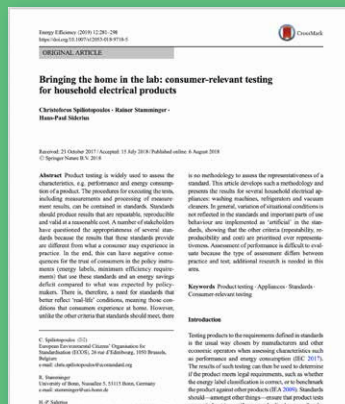 Energy Efficiency (2019) 12:281–298
https://doi.org/10.1007/s12053-018-9718-5
CrossMark
ORIGINAL ARTICLE
Bringing the home in the lab: consumer-relevant testing
for household electrical products
Christoforos Spiliotopoulos · Rainer Stamminger ·
Hans-Paul Siderius
Received: 21 October 2017 / Accepted: 15 July 2018 / Published online: 6 August 2018
© Springer Nature B.V. 2018
Abstract Product testing is widely used to assess the
characteristics, e.g. performance and energy consump-
tion of a product. The procedures for executing the tests,
including measurements and processing of measure-
ment results, can be contained in standards. Standards
should produce results that are repeatable, reproducible
and valid at a reasonable cost. A number of stakeholders
have questioned the appropriateness of several stan-
dards because the results that these standards provide
are different from what a consumer may experience in
practice. In the end, this can have negative conse-
quences for the trust of consumers in the policy instru-
ments (energy labels, minimum efficiency require-
ments) that use these standards and an energy savings
deficit compared to what was expected by policy-
makers. There is, therefore, a need for standards that
better reflect 'real-life' conditions, meaning those con-
ditions that consumers experience at home. However,
unlike the other criteria that standards should meet, there
C. Spiliotopoulos
European Environmental Citizens' Organisation for
Standardisation (ECOS), 26 rue d'Edimbourg, 1050 Brussels,
Belgium
R. Stamminger
University of Bonn, Nussallee 5, 53115 Bonn, Germany
H.-P. Siderius
is no methodology to assess the representativeness of a
standard. This article develops such a methodology and
presents the results for several household electrical ap-
pliances: washing machines, refrigerators and vacuum
cleaners. In general, variation of situational conditions is
not reflected in the standards and important parts of use
behaviour are implemented as 'artificial' in the stan-
dards, showing that the other criteria (repeatability, re-
producibility and cost) are prioritised over representa-
tiveness. Assessment of performance is difficult to eval-
uate because the type of assessment differs between
practice and test; additional research is needed in this
area.
Keywords Product testing · Appliances · Standards ·
Consumer-relevant testing
Introduction
Testing products to the requirements defined in standards
is the usual way chosen by manufacturers and other
economic operators when assessing characteristics such
as performance and energy consumption (IEC 2017).
The results of such testing can then be used to determine
if the product meets legal requirements, such as whether
the energy label classification is correct, or to benchmark
the product against other products (IEA 2009). Standards
should—amongst other things—ensure that product tests